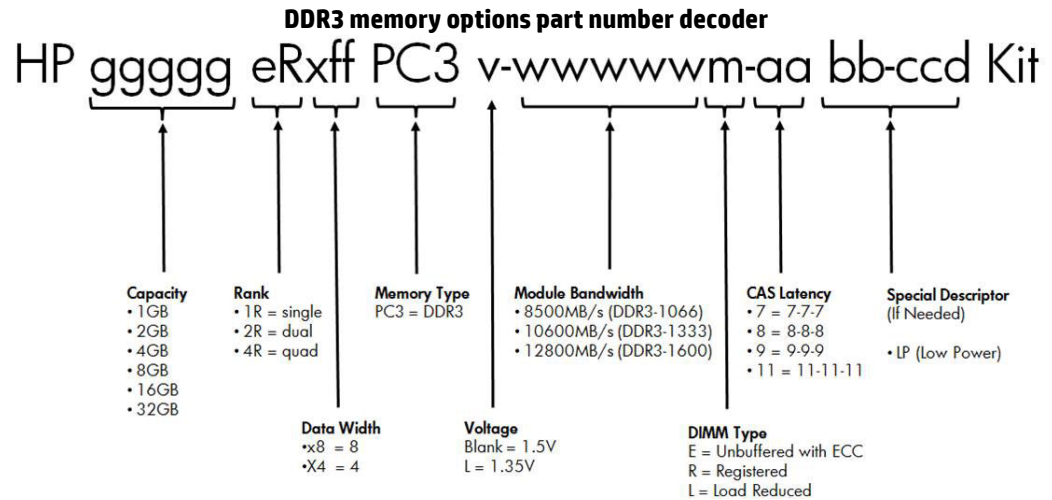 DDR3 memory options part number decoder
HP ggggg eRxff PC3 v-wwwwwm-aa bb-ccd Kit
Capacity
• 1GB
• 2GB
• 4GB
• 8GB
• 16GB
• 32GB
Rank
• 1R = single
• 2R = dual
• 4R = quad
Memory Type
PC3 = DDR3
Module Bandwidth
• 8500MB/s (DDR3-1066)
• 10600MB/s (DDR3-1333)
• 12800MB/s (DDR3-1600)
CAS Latency
• 7 = 7-7-7
• 8 = 8-8-8
• 9 = 9-9-9
• 11 = 11-11-11
Special Descriptor
(If Needed)
• LP (Low Power)
Data Width
•x8 = 8
•X4 = 4
Voltage
Blank = 1.5V
L = 1.35V
DIMM Type
E = Unbuffered with ECC
R = Registered
L = Load Reduced